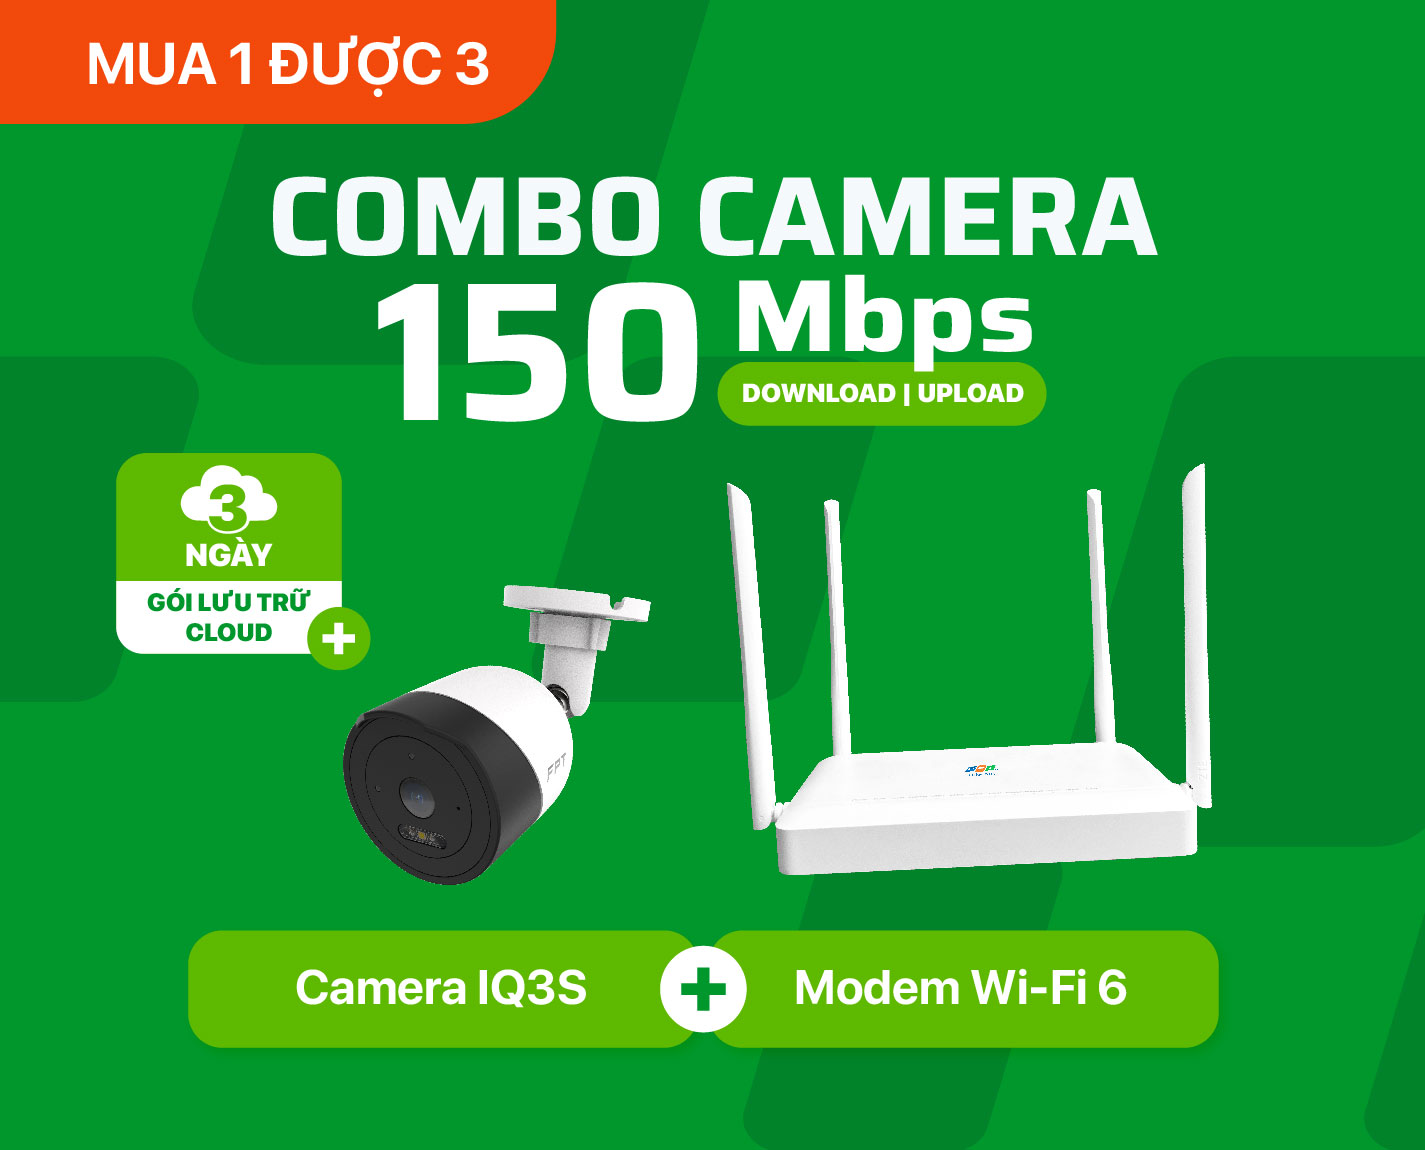 MUA 1 ĐƯỢC 3
COMBO CAMERA
150 Mbps
DOWNLOAD | UPLOAD
3
NGÀY
GÓI LƯU TRỮ
CLOUD
FPT
Camera IQ3S
Modem Wi-Fi 6